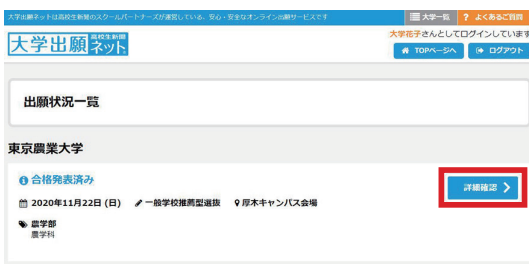 大学出願ネットは高校生新聞のスクールパートナーズが運営している、安心・安全なオンライン出願サービスです
大学一覧 ? よくあるご質問
大学出願ネット 高校生新聞
大学花子さんとしてログインしています
TOPページへ ログアウト
出願状況一覧
東京農業大学
合格発表済み
詳細確認
2020年11月22日 (日) 一般学校推薦型選抜 厚木キャンパス会場
農学部
農学科